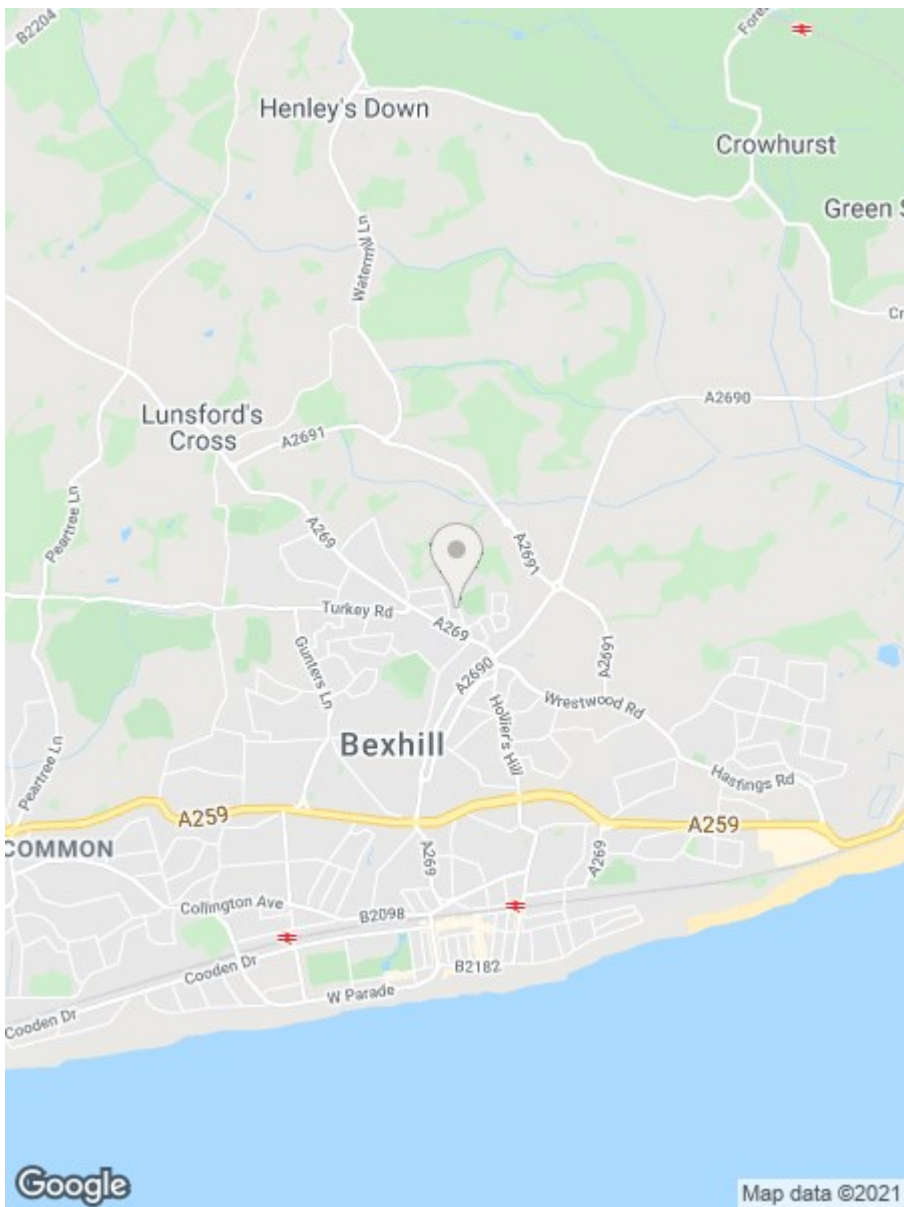 B2204
Fore
Henley's Down
Crowhurst
Green S
Watermill Ln
Cr
A2690
Lunsford's
Cross
A2691
Peartree Ln
A269
A2691
Turkey Rd
A269
Gunters Ln
A2690
A2691
Wrestwood Rd
Hollier's Hill
Bexhill
Peartree Ln
Hastings Rd
A259
A259
COMMON
A269
A269
Collington Ave
B2098
Cooden Dr
B2182
W Parade
Cooden Dr
Google
Map data ©2021